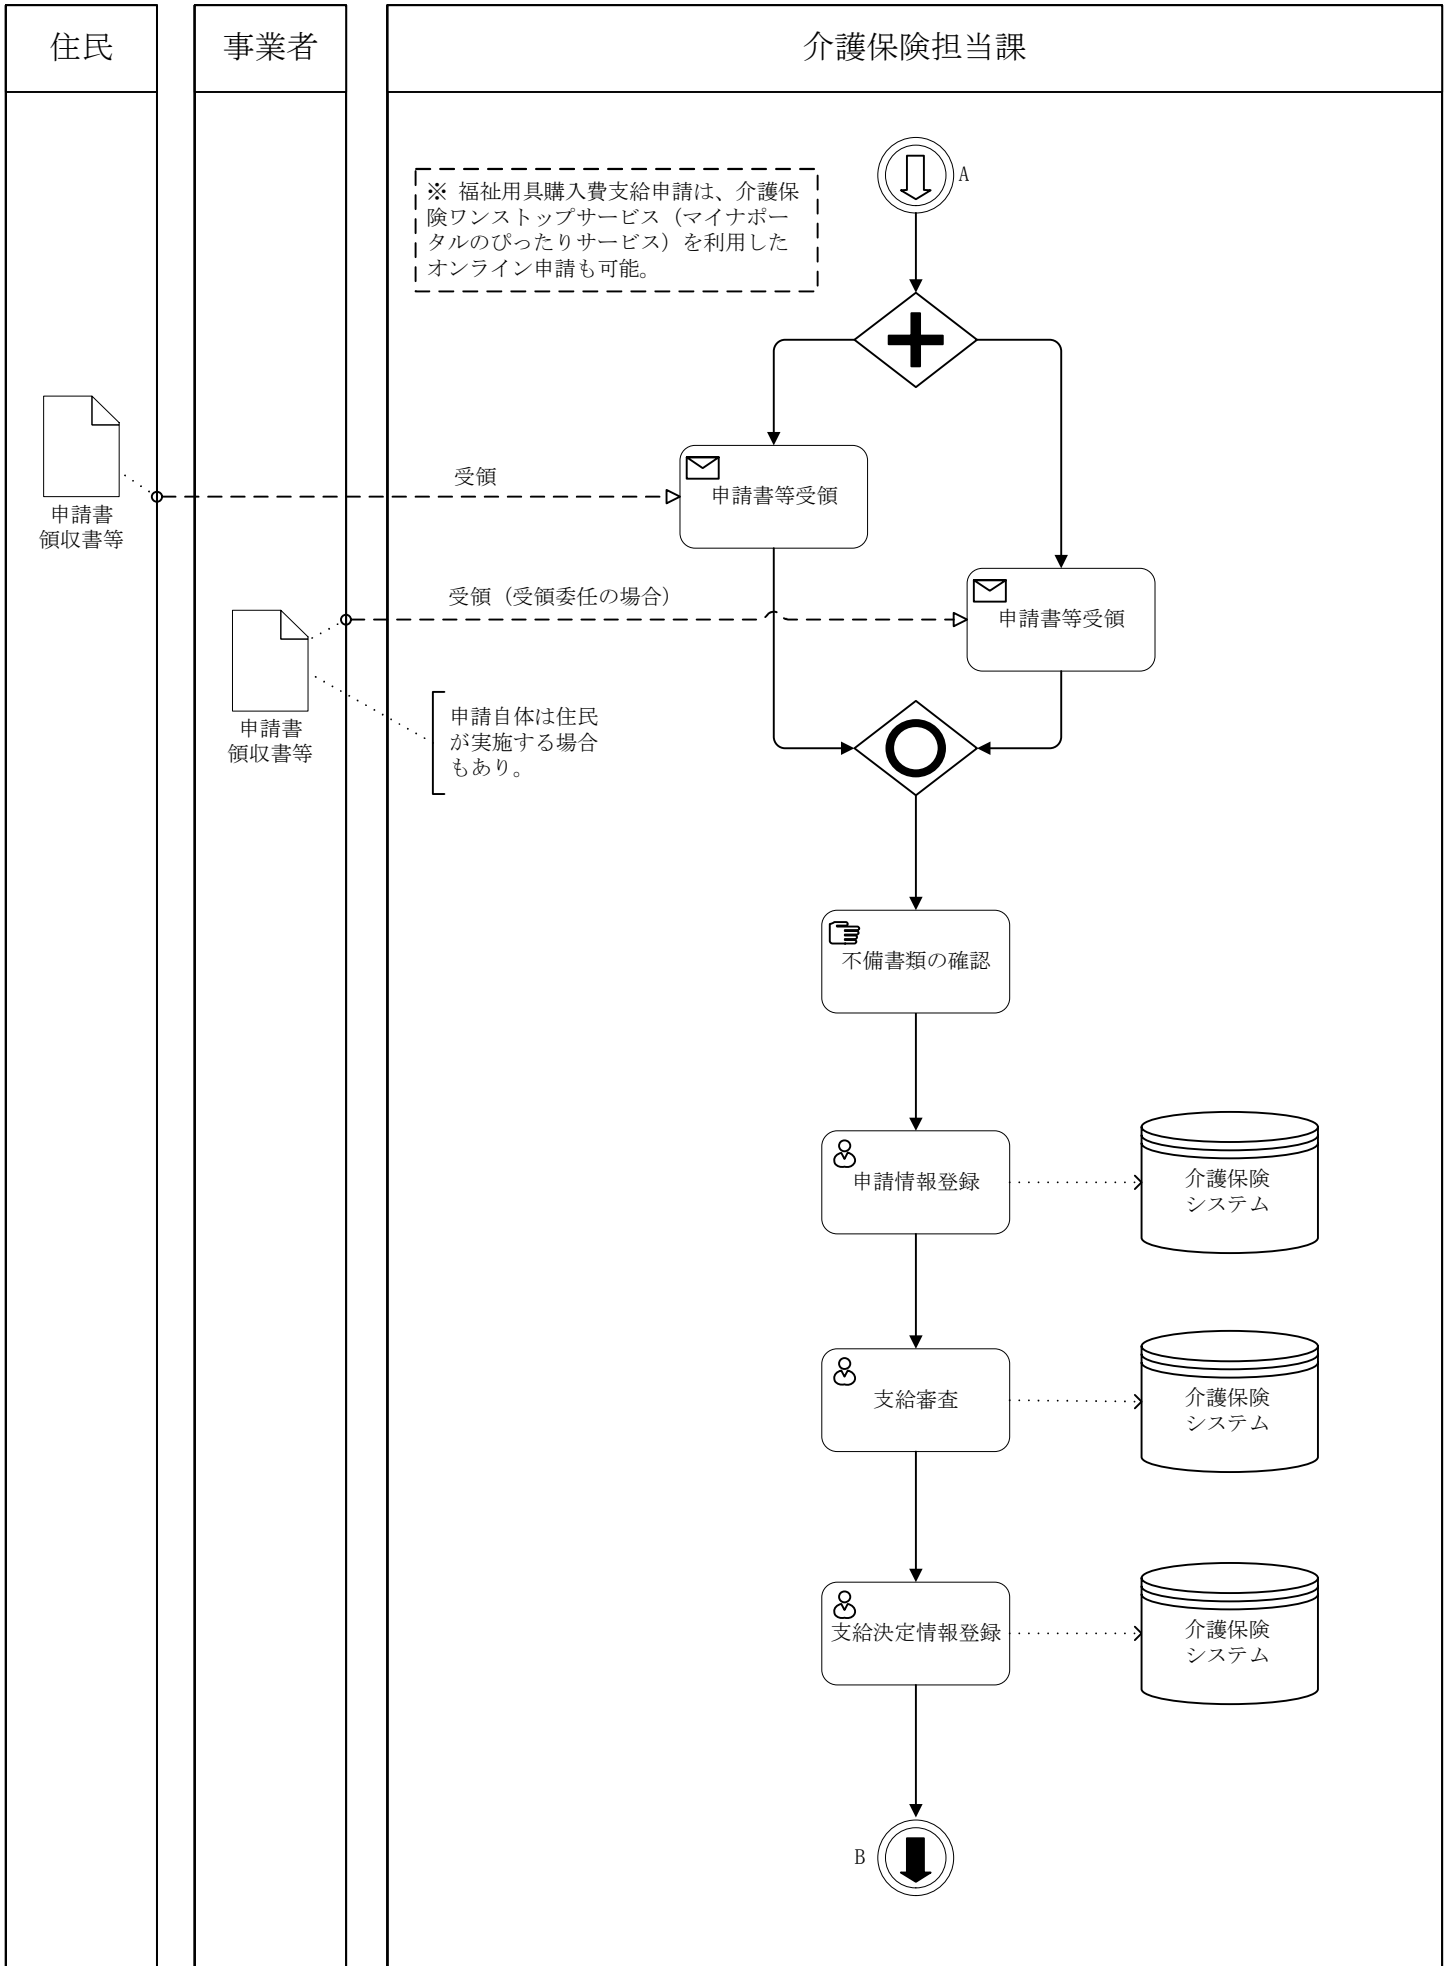 住民
事業者
介護保険担当課
A
※ 福祉用具購入費支給申請は、介護保
険ワンストップサービス（マイナポー
タルのぴったりサービス）を利用した
オンライン申請も可能。
申請書
領収書等
受領
申請書等受領
受領（受領委任の場合）
申請書等受領
申請書
領収書等
申請自体は住民
が実施する場合
もあり。
不備書類の確認
申請情報登録
介護保険
システム
支給審査
介護保険
システム
支給決定情報登録
介護保険
システム
B